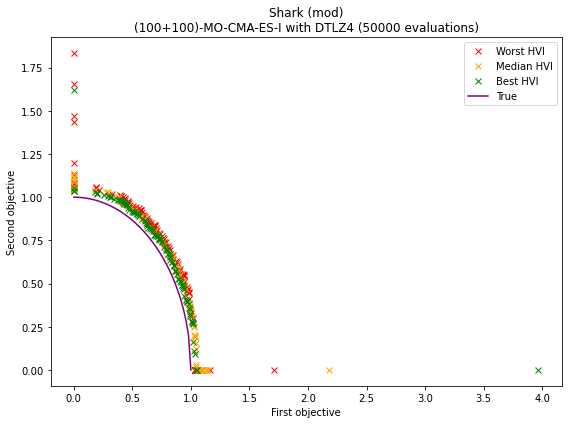 Shark (mod)
(100+100)-MO-CMA-ES-I with DTLZ4 (50000 evaluations)
Worst HVI
Median HVI
Best HVI
True
Second objective
1.75
1.50
1.25
1.00
0.75
0.50
0.25
0.00
0.0 0.5 1.0 1.5 2.0 2.5 3.0 3.5 4.0
First objective